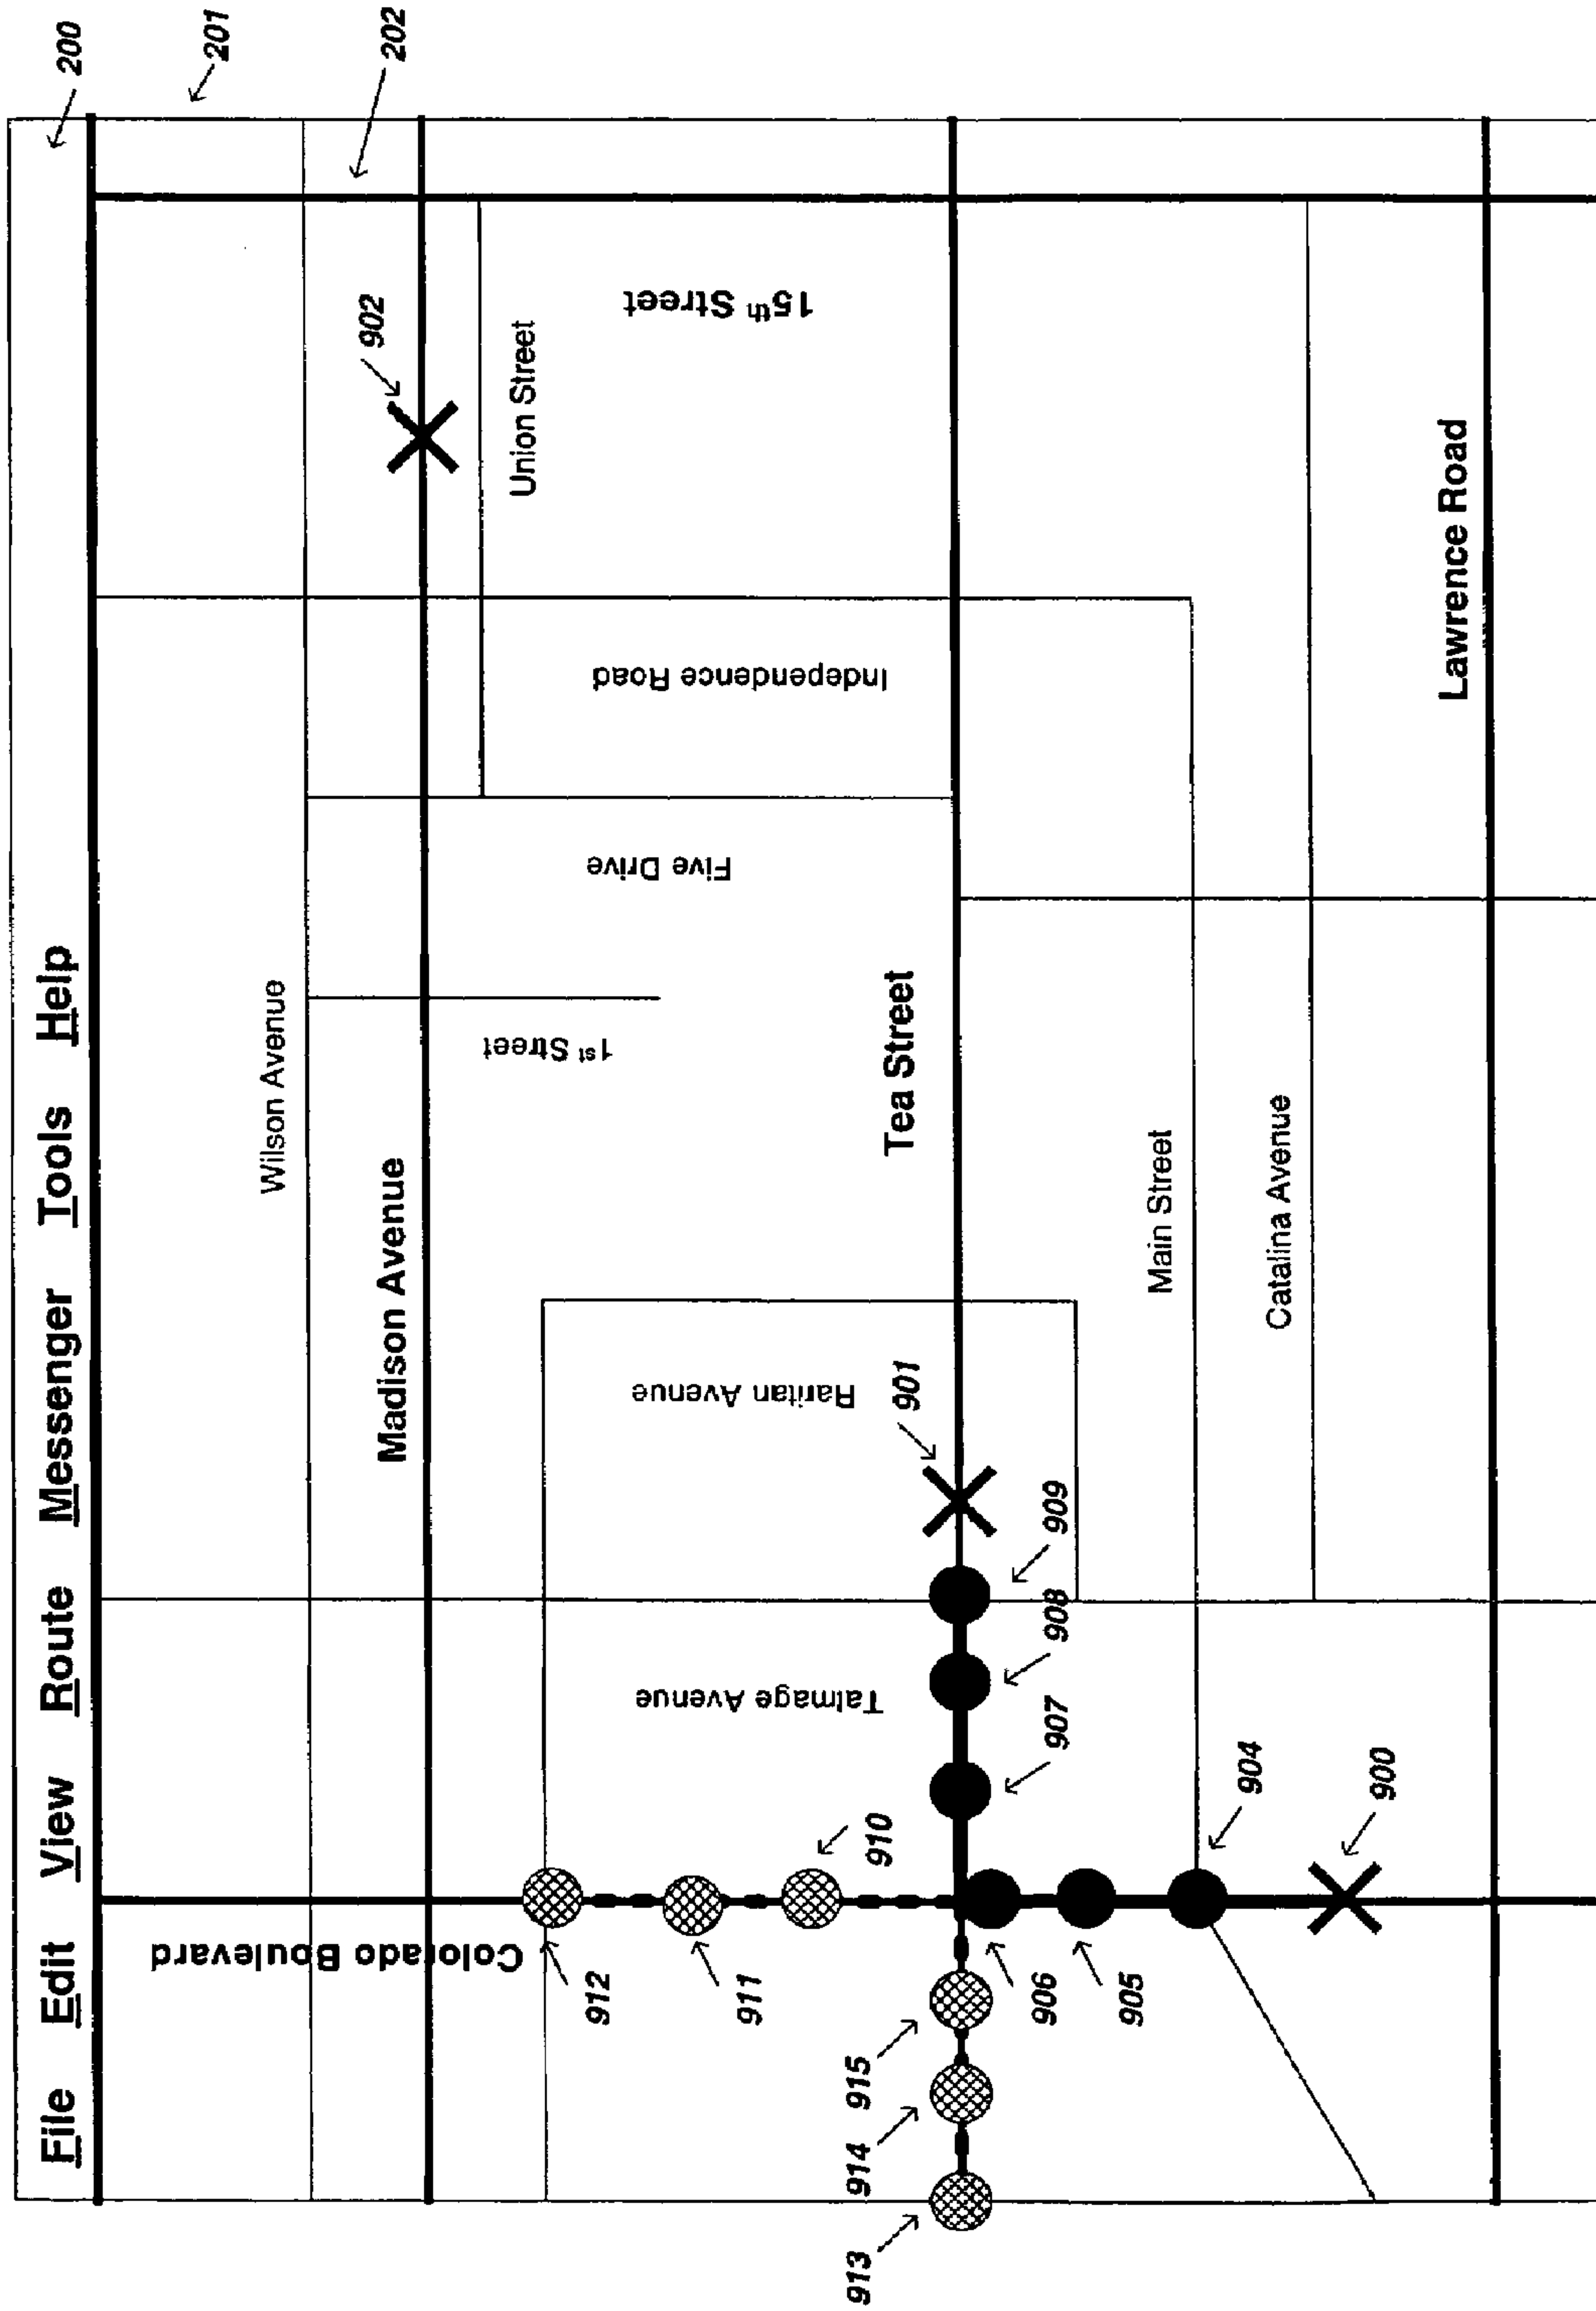 File Edit View Route Messenger Tools Help
200
201
202
Wilson Avenue
Madison Avenue
902
Union Street
15th Street
Independence Road
Five Drive
1st Street
Colorado Boulevard
Raritan Avenue
Talmage Avenue
Tea Street
901
912
911
910
913
914
915
906
905
907
908
909
Main Street
904
Catalina Avenue
900
Lawrence Road